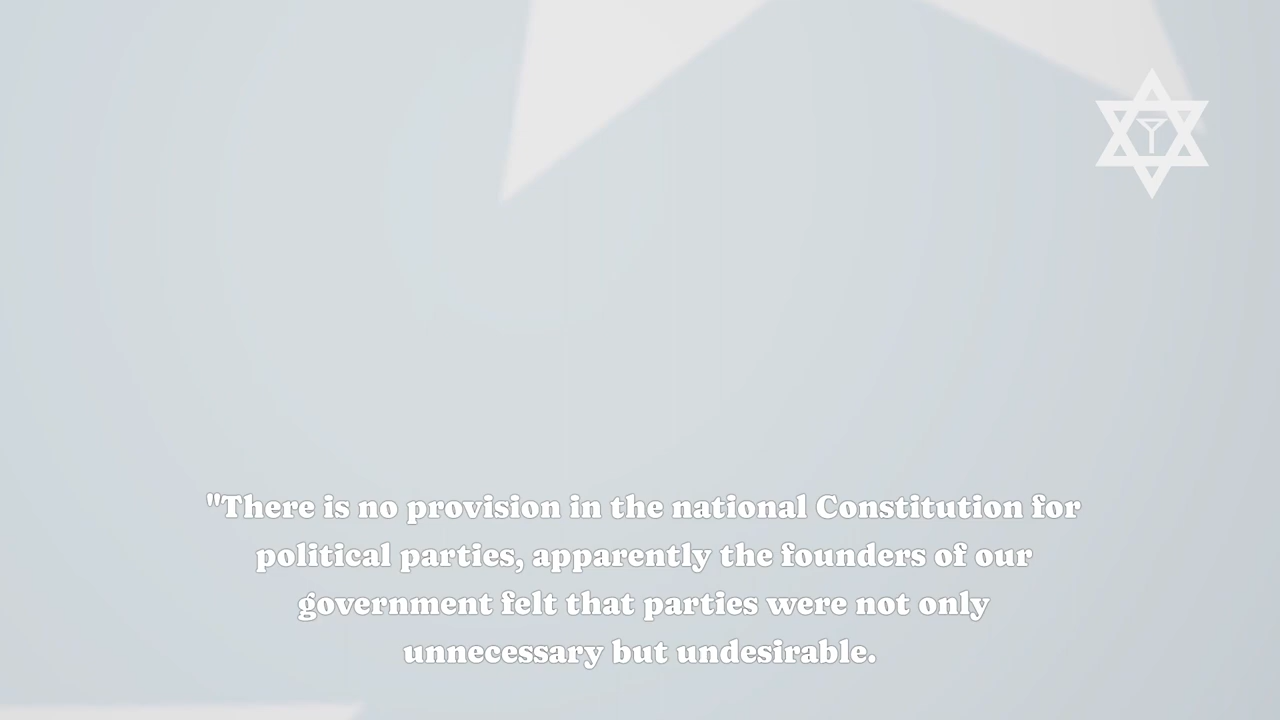 "There is no provision in the national Constitution for
political parties, apparently the founders of our
government felt that parties were not only
unnecessary but undesirable.